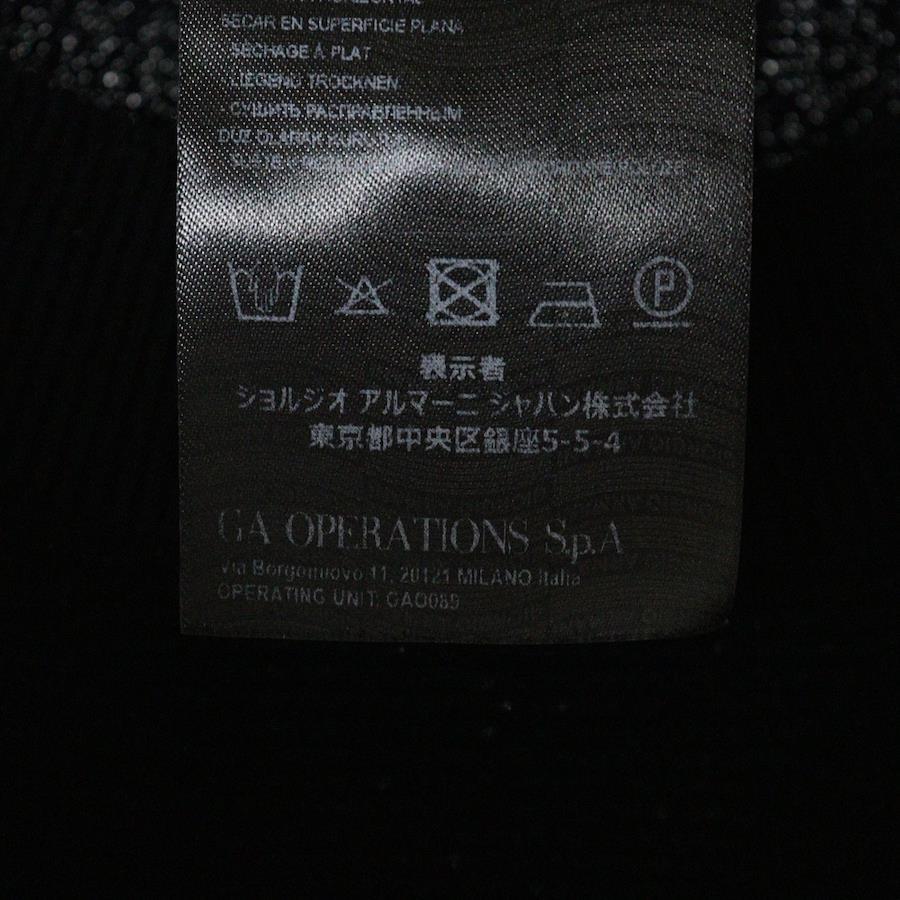 SECAR EN SUPERFICIE PLANA
SÉCHAGE À PLAT
LIEGEND TROCKNEN
P
表示者
ジョルジオ アルマーニ ジャパン株式会社
東京都中央区銀座5-5-4
GA OPERATIONS S.p.A
Via Borgonuovo 11, 20121 MILANO Italia
OPERATING UNIT: GAO089